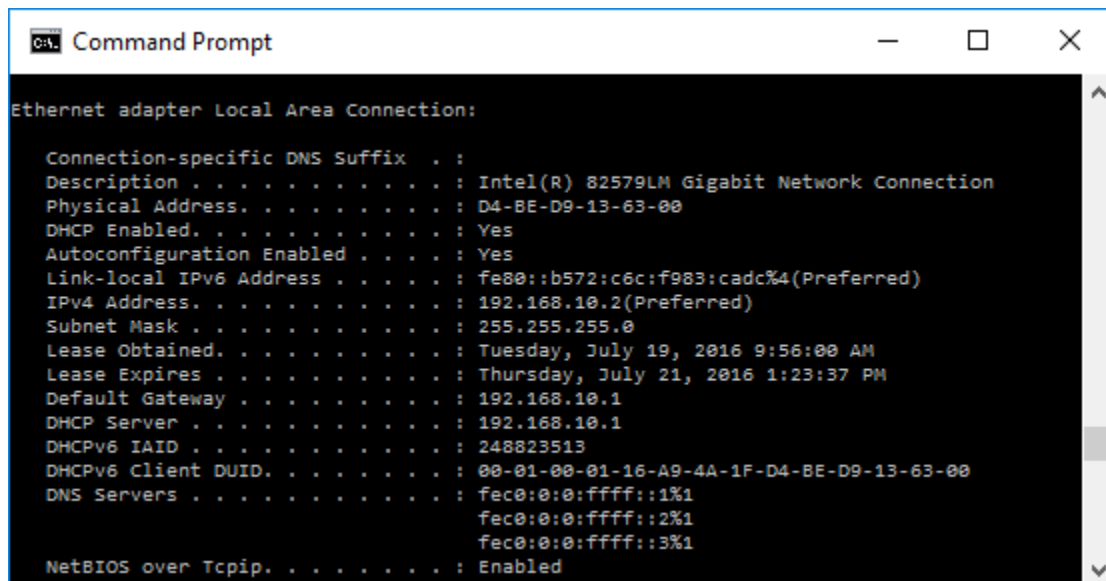 Command Prompt
Ethernet adapter Local Area Connection:
Connection-specific DNS Suffix  . :
Description . . . . . . . . . . . : Intel(R) 82579LM Gigabit Network Connection
Physical Address. . . . . . . . . : D4-BE-D9-13-63-00
DHCP Enabled. . . . . . . . . . . : Yes
Autoconfiguration Enabled . . . . : Yes
Link-local IPv6 Address . . . . . : fe80::b572:c6c:f983:cadc%4(Preferred)
IPv4 Address. . . . . . . . . . . : 192.168.10.2(Preferred)
Subnet Mask . . . . . . . . . . . : 255.255.255.0
Lease Obtained. . . . . . . . . . : Tuesday, July 19, 2016 9:56:00 AM
Lease Expires . . . . . . . . . . : Thursday, July 21, 2016 1:23:37 PM
Default Gateway . . . . . . . . . : 192.168.10.1
DHCP Server . . . . . . . . . . . : 192.168.10.1
DHCPv6 IAID . . . . . . . . . . . : 248823513
DHCPv6 Client DUID. . . . . . . . : 00-01-00-01-16-A9-4A-1F-D4-BE-D9-13-63-00
DNS Servers . . . . . . . . . . . : fec0:0:0:ffff::1%1
fec0:0:0:ffff::2%1
fec0:0:0:ffff::3%1
NetBIOS over Tcpip. . . . . . . . : Enabled